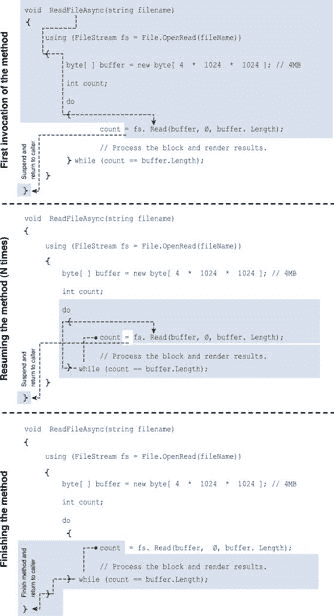 First invocation of the method
void ReadFileAsync(string filename)
{
using (FileStream fs = File.OpenRead(fileName))
{
byte[ ] buffer = new byte[ 4 * 1024 * 1024 ]; // 4MB
int count;
do
{
count = fs. Read(buffer, Ø, buffer. Length);
// Process the block and render results.
} while (count == buffer.Length);
}
}
Suspend and
return to caller
Resuming the method (N times)
void ReadFileAsync(string filename)
{
using (FileStream fs = File.OpenRead(fileName))
{
byte[ ] buffer = new byte[ 4 * 1024 * 1024 ]; // 4MB
int count;
do
{
count = fs. Read(buffer, Ø, buffer. Length);
// Process the block and render results.
} while (count == buffer.Length);
}
}
Suspend and
return to caller
Finishing the method
void ReadFileAsync(string filename)
{
using (FileStream fs = File.OpenRead(fileName))
{
byte[ ] buffer = new byte[ 4 * 1024 * 1024 ]; // 4MB
int count;
do
{
count = fs. Read(buffer, Ø, buffer. Length);
// Process the block and render results.
} while (count == buffer.Length);
}
}
Finish method and
return to caller